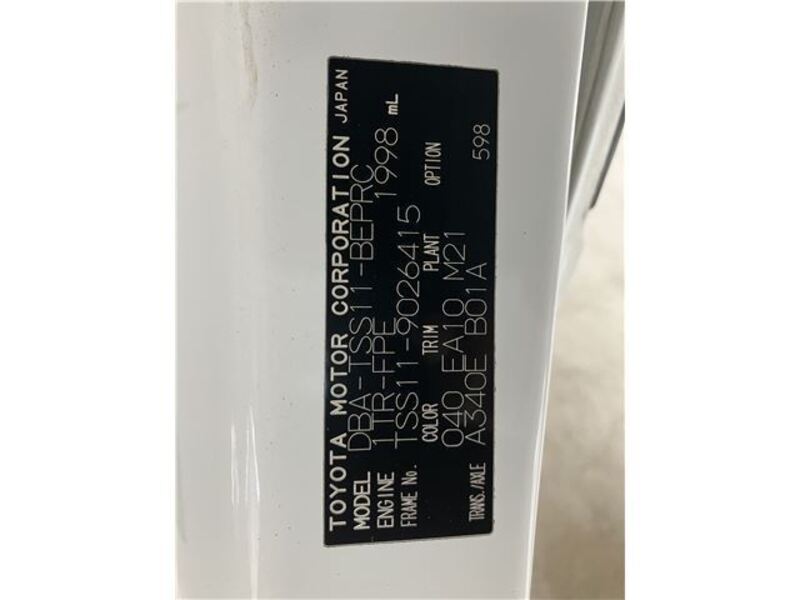 TOYOTA MOTOR CORPORATION JAPAN
MODEL DBA-TSS11-BEPRC
ENGINE 1TR-FPE 1998 mL
FRAME No. TSS11-9026415
COLOR TRIM PLANT OPTION
040 EA10 M21
TRANS./AXLE A340E B01A 598